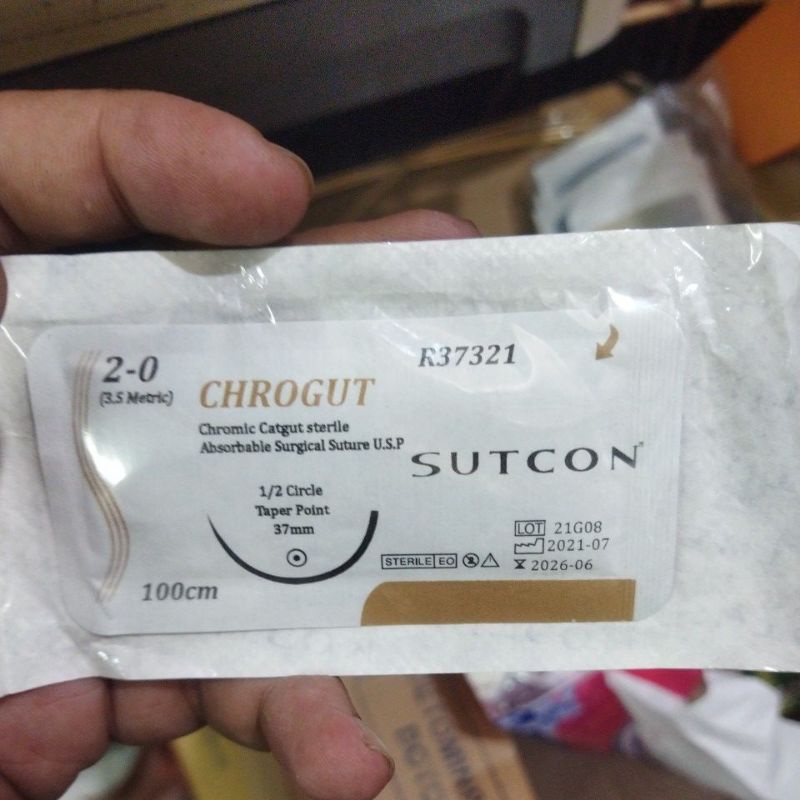 2-0
(3.5 Metric)
CHROGUT
R37321
Chromic Catgut sterile
Absorbable Surgical Suture U.S.P
SUTCON
1/2 Circle
Taper Point
37mm
100cm
STERILE EO
LOT 21G08
2021-07
2026-06